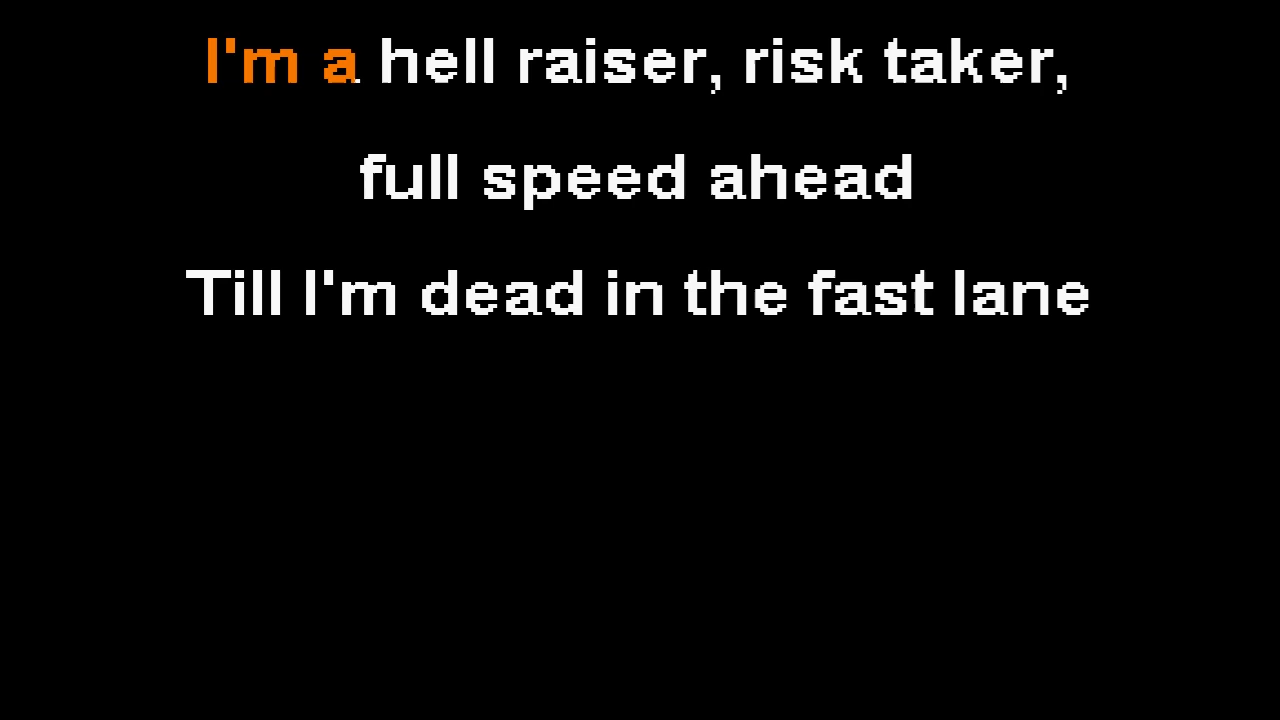 I'm a hell raiser, risk taker,
full speed ahead
Till I'm dead in the fast lane